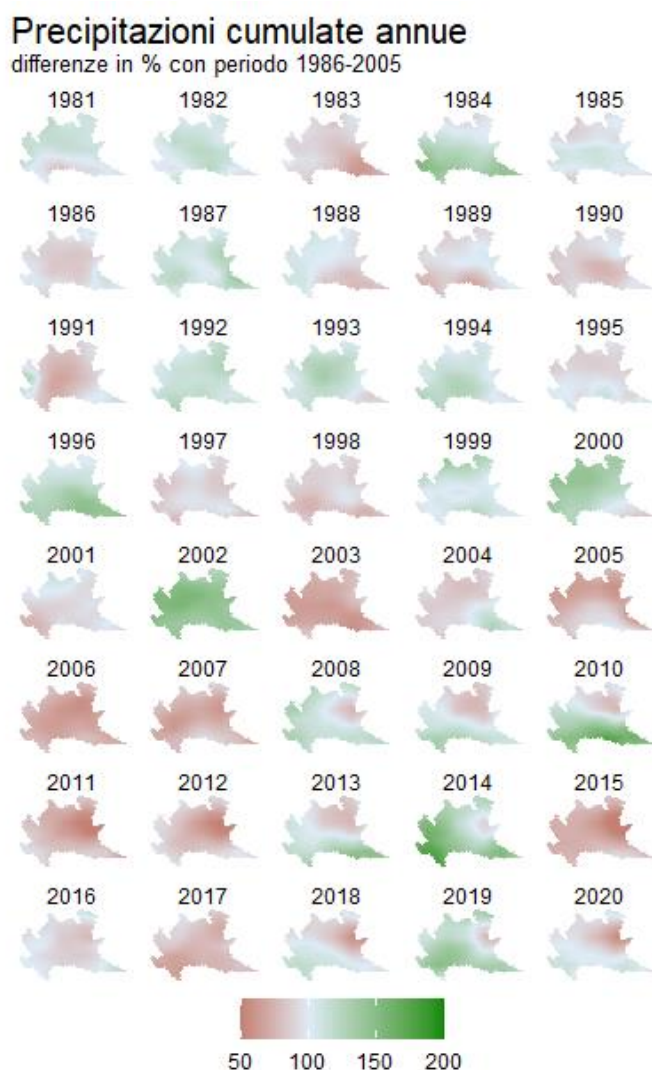 Precipitazioni cumulate annue
differenze in % con periodo 1986-2005
1981 1982 1983 1984 1985
1986 1987 1988 1989 1990
1991 1992 1993 1994 1995
1996 1997 1998 1999 2000
2001 2002 2003 2004 2005
2006 2007 2008 2009 2010
2011 2012 2013 2014 2015
2016 2017 2018 2019 2020
50 100 150 200